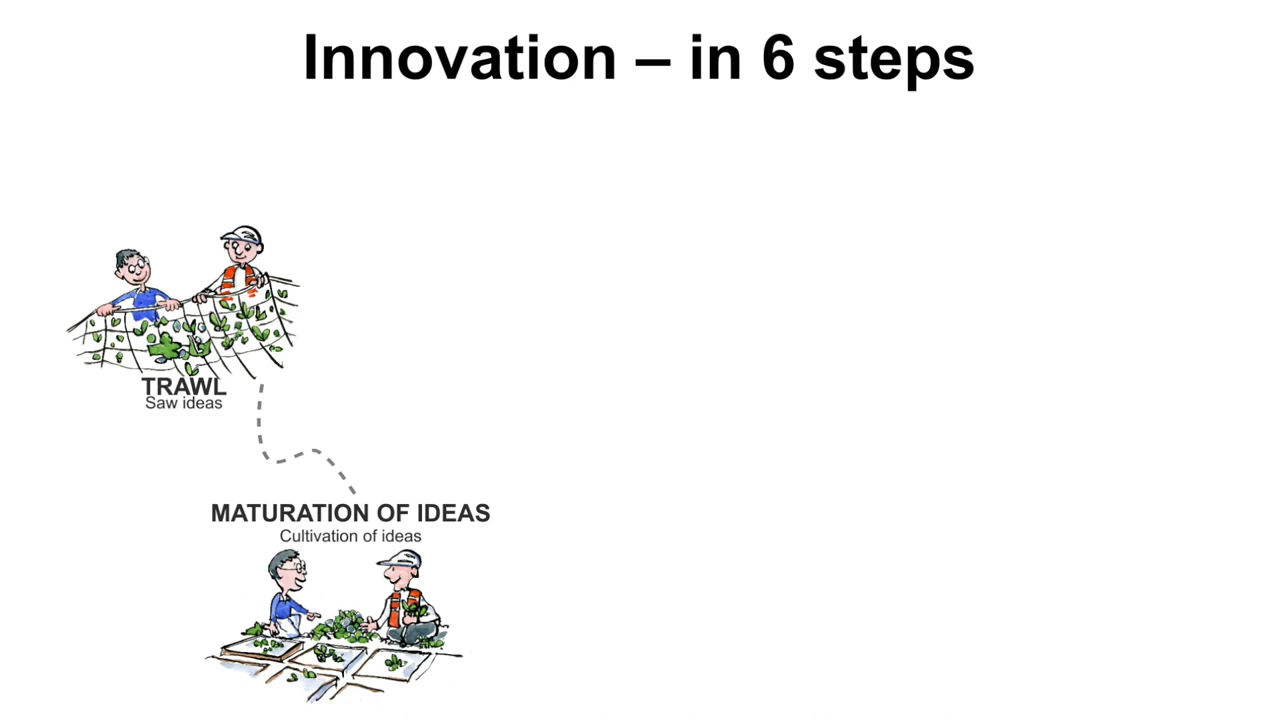 Innovation – in 6 steps
TRAWL
Saw ideas
MATURATION OF IDEAS
Cultivation of ideas